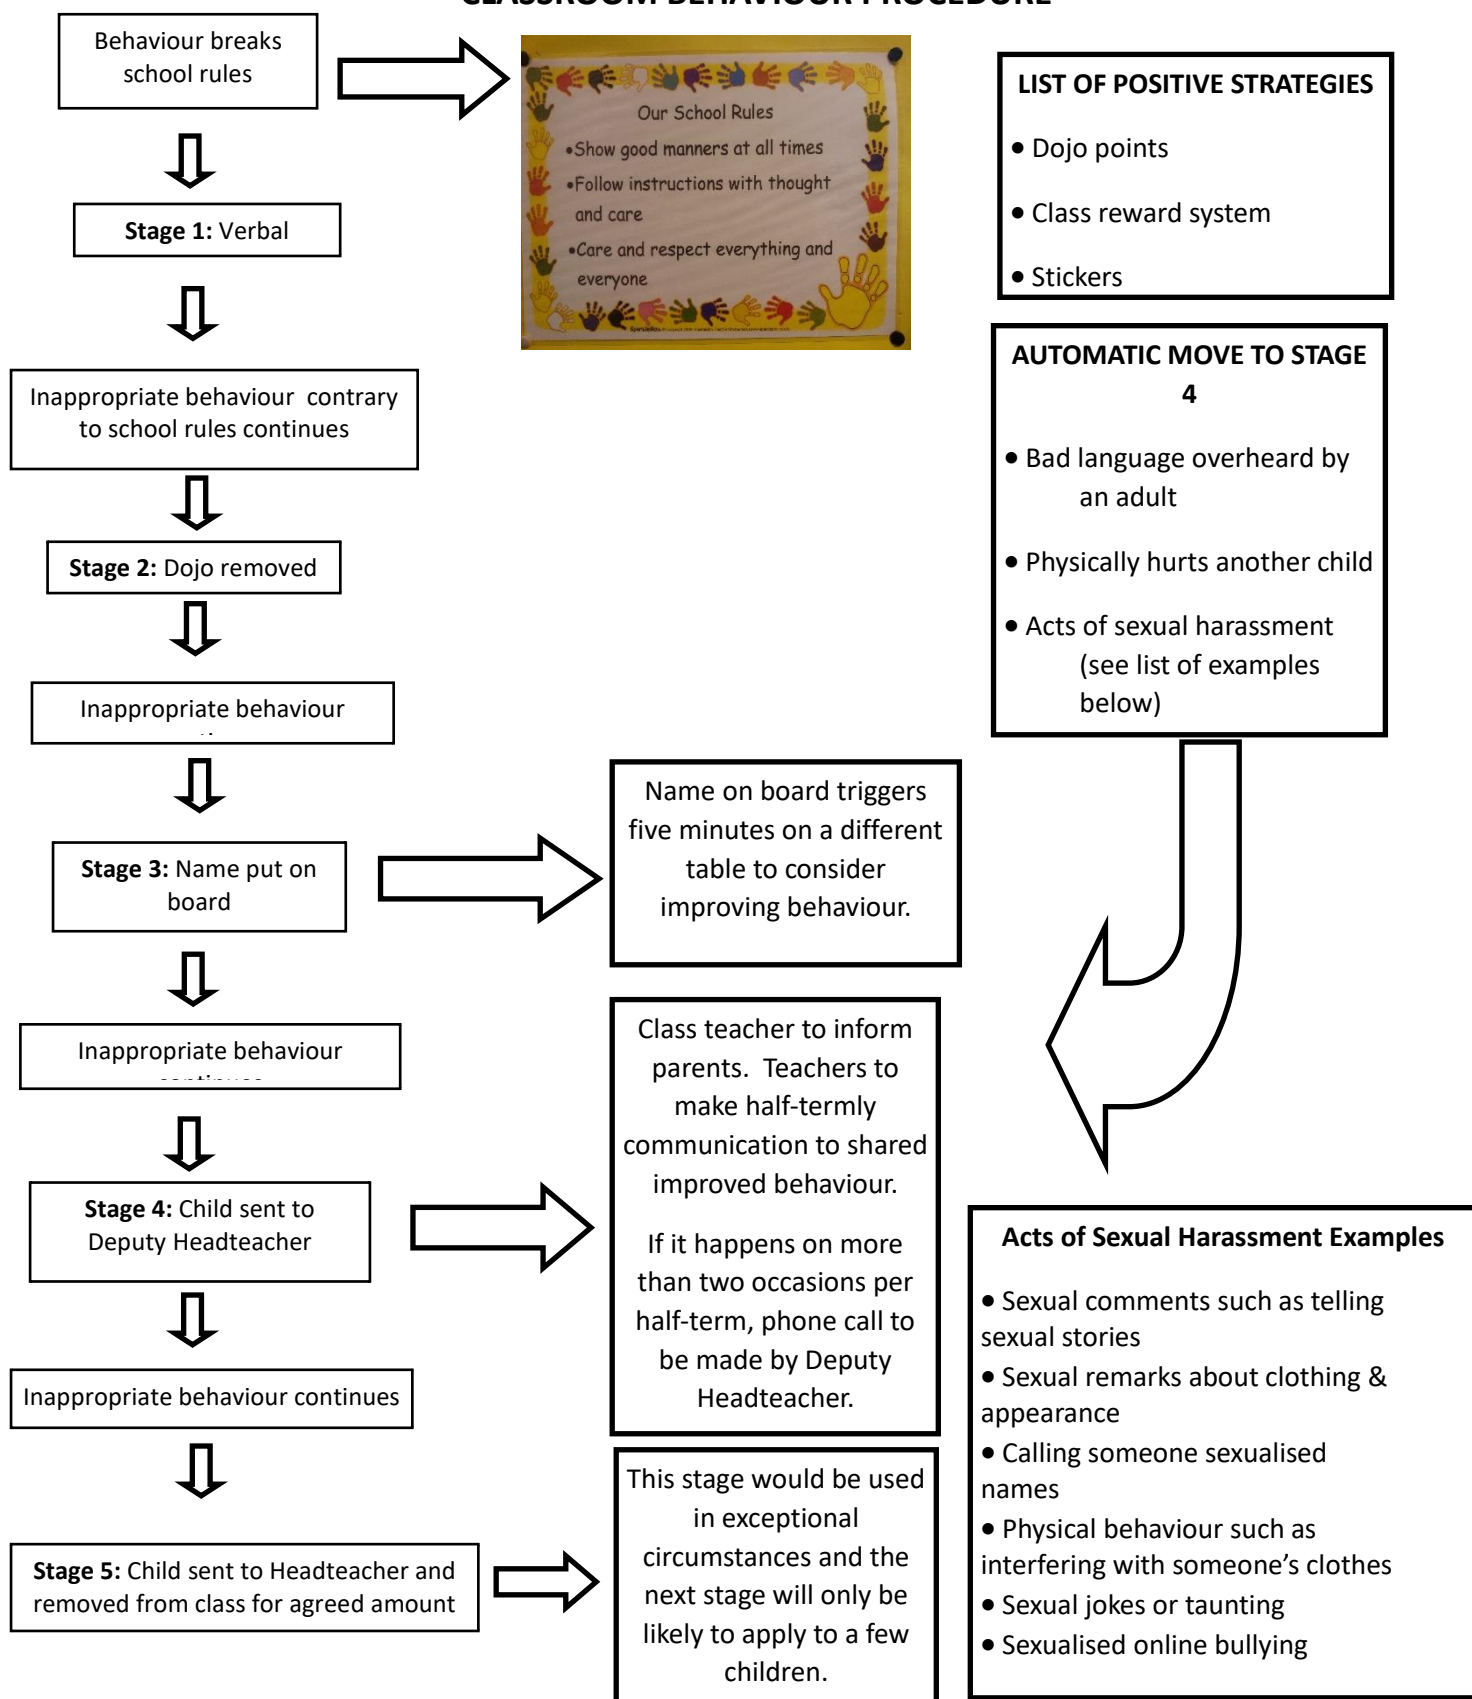 CLASSROOM BEHAVIOUR PROCEDURE
Behaviour breaks
school rules
Our School Rules
•Show good manners at all times
•Follow instructions with thought
and care
•Care and respect everything and
everyone
LIST OF POSITIVE STRATEGIES
• Dojo points
• Class reward system
• Stickers
Stage 1: Verbal
AUTOMATIC MOVE TO STAGE
4
• Bad language overheard by
an adult
• Physically hurts another child
• Acts of sexual harassment
(see list of examples
below)
Inappropriate behaviour  contrary
to school rules continues
Stage 2: Dojo removed
Inappropriate behaviour
Stage 3: Name put on
board
Name on board triggers
five minutes on a different
table to consider
improving behaviour.
Inappropriate behaviour
continues
Stage 4: Child sent to
Deputy Headteacher
Class teacher to inform
parents.  Teachers to
make half-termly
communication to shared
improved behaviour.
If it happens on more
than two occasions per
half-term, phone call to
be made by Deputy
Headteacher.
Inappropriate behaviour continues
Stage 5: Child sent to Headteacher and
removed from class for agreed amount
This stage would be used
in exceptional
circumstances and the
next stage will only be
likely to apply to a few
children.
Acts of Sexual Harassment Examples
• Sexual comments such as telling
sexual stories
• Sexual remarks about clothing &
appearance
• Calling someone sexualised
names
• Physical behaviour such as
interfering with someone’s clothes
• Sexual jokes or taunting
• Sexualised online bullying